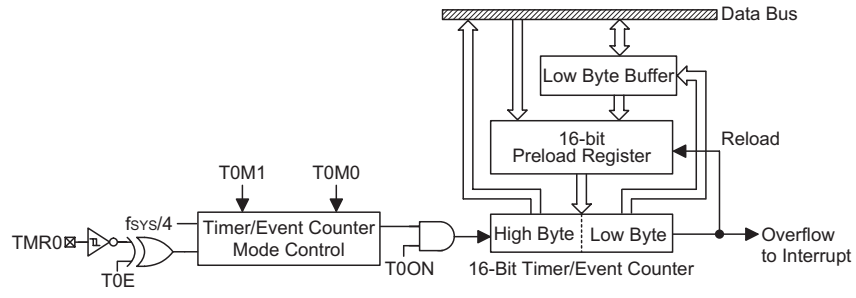 Data Bus
Low Byte Buffer
16-bit
Preload Register
Reload
T0M1
T0M0
fSYS/4
Timer/Event Counter
Mode Control
TMR0
T0E
T0ON
High Byte
Low Byte
16-Bit Timer/Event Counter
Overflow
to Interrupt